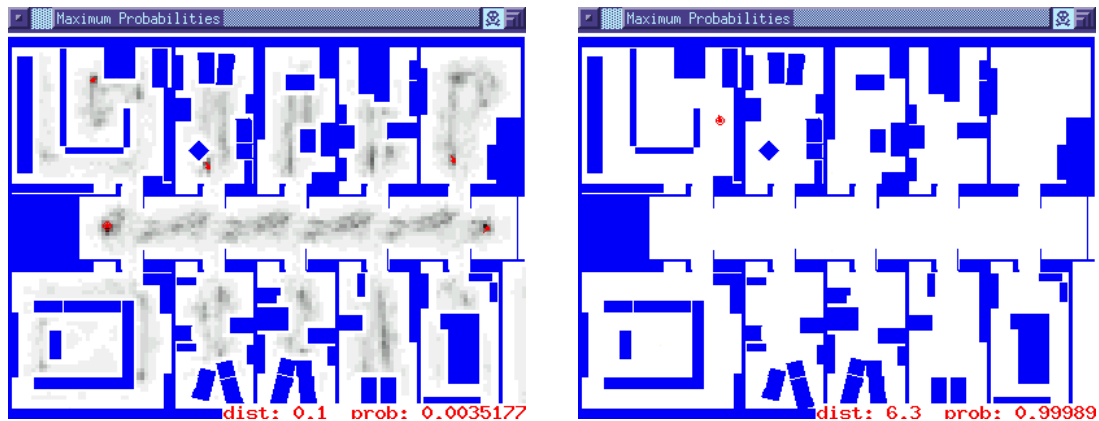 Maximum Probabilities
Maximum Probabilities
dist: 0.1 prob: 0.0035177
dist: 6.3 prob: 0.99989